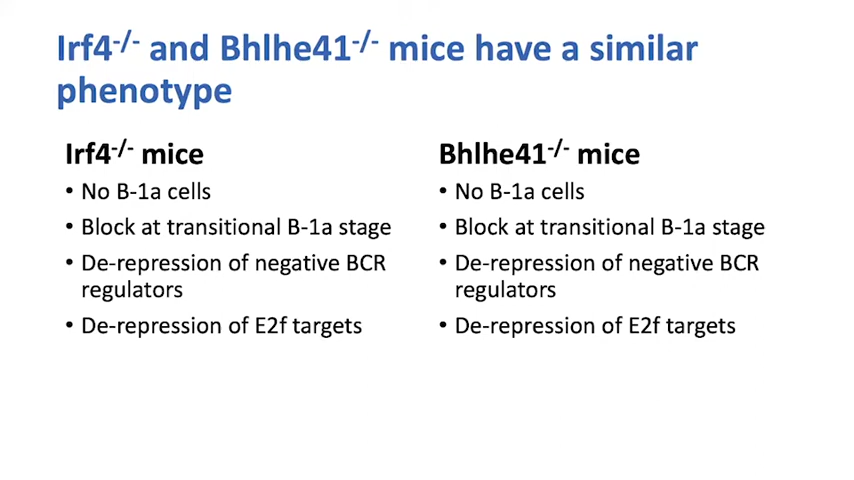 Irf4-/- and Bhlhe41-/- mice have a similar
phenotype
Irf4-/- mice
• No B-1a cells
• Block at transitional B-1a stage
• De-repression of negative BCR
regulators
• De-repression of E2f targets
Bhlhe41-/- mice
• No B-1a cells
• Block at transitional B-1a stage
• De-repression of negative BCR
regulators
• De-repression of E2f targets